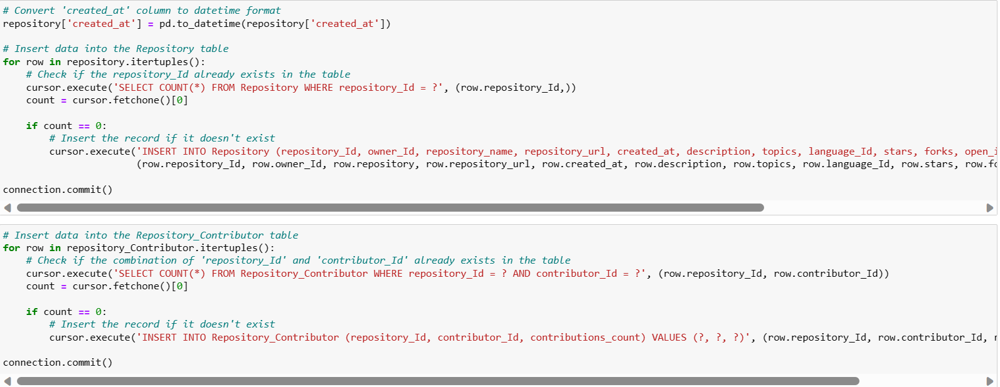 # Convert 'created_at' column to datetime format
repository['created_at'] = pd.to_datetime(repository['created_at'])
# Insert data into the Repository table
for row in repository.itertuples():
    # Check if the repository_Id already exists in the table
    cursor.execute('SELECT COUNT(*) FROM Repository WHERE repository_Id = ?', (row.repository_Id,))
    count = cursor.fetchone()[0]
    if count == 0:
        # Insert the record if it doesn't exist
        cursor.execute('INSERT INTO Repository (repository_Id, owner_Id, repository_name, repository_url, created_at, description, topics, language_Id, stars, forks,
                       (row.repository_Id, row.owner_Id, row.repository, row.repository_url, row.created_at, row.description, row.topics, row.language_Id, row.stars,
connection.commit()
# Insert data into the Repository_Contributor table
for row in repository_Contributor.itertuples():
    # Check if the combination of 'repository_Id' and 'contributor_Id' already exists in the table
    cursor.execute('SELECT COUNT(*) FROM Repository_Contributor WHERE repository_Id = ? AND contributor_Id = ?', (row.repository_Id, row.contributor_Id))
    count = cursor.fetchone()[0]
    if count == 0:
        # Insert the record if it doesn't exist
        cursor.execute('INSERT INTO Repository_Contributor (repository_Id, contributor_Id, contributions_count) VALUES (?, ?, ?)', (row.repository_Id, row.contributor_Id,
connection.commit()